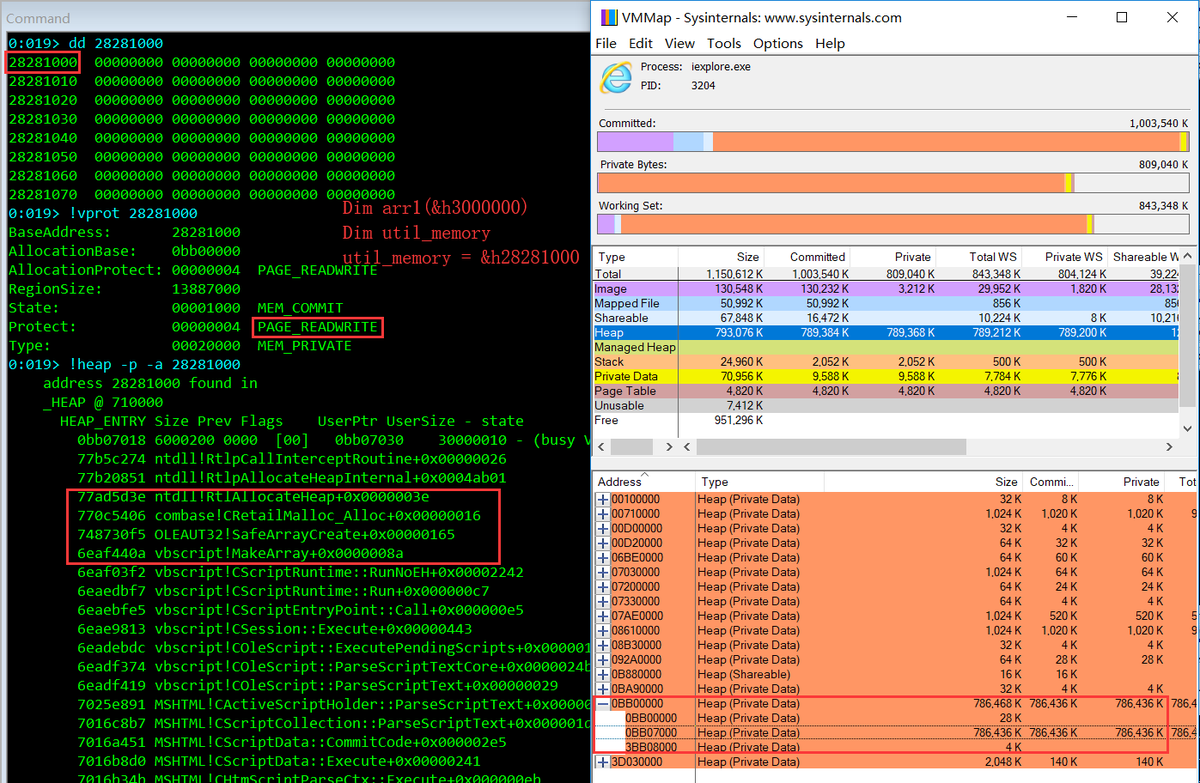 Command
0:019> dd 28281000
28281000 00000000 00000000 00000000 00000000
28281010 00000000 00000000 00000000 00000000
28281020 00000000 00000000 00000000 00000000
28281030 00000000 00000000 00000000 00000000
28281040 00000000 00000000 00000000 00000000
28281050 00000000 00000000 00000000 00000000
28281060 00000000 00000000 00000000 00000000
28281070 00000000 00000000 00000000 00000000
0:019> !vprot 28281000
BaseAddress: 28281000
AllocationBase: 0bb00000
AllocationProtect: 00000004 PAGE_READWRITE
RegionSize: 13887000
State: 00001000 MEM_COMMIT
Protect: 00000004 PAGE_READWRITE
Type: 00020000 MEM_PRIVATE
0:019> !heap -p -a 28281000
address 28281000 found in
_HEAP @ 710000
HEAP_ENTRY Size Prev Flags UserPtr UserSize - state
0bb07018 6000200 0000 [00] 0bb07030 30000010 - (busy V
77b5c274 ntdll!RtlpCallInterceptRoutine+0x00000026
77b20851 ntdll!RtlpAllocateHeapInternal+0x0004ab01
77ad5d3e ntdll!RtlAllocateHeap+0x0000003e
770c5406 combase!CRetailMalloc_Alloc+0x00000016
748730f5 OLEAUT32!SafeArrayCreate+0x00000165
6eaf440a vbscript!MakeArray+0x0000008a
6eaf03f2 vbscript!CScriptRuntime::RunNoEH+0x00002242
6eaedbf7 vbscript!CScriptRuntime::Run+0x000000c7
6eaebfe5 vbscript!CScriptEntryPoint::Call+0x000000e5
6eae9813 vbscript!CSession::Execute+0x00000443
6eadebdc vbscript!COleScript::ExecutePendingScripts+0x000001
6eadf374 vbscript!COleScript::ParseScriptTextCore+0x0000024b
6eadf419 vbscript!COleScript::ParseScriptText+0x00000029
7025e891 MSHTML!CActiveScriptHolder::ParseScriptText+0x00000
7016c8b7 MSHTML!CScriptCollection::ParseScriptText+0x000001d
7016a451 MSHTML!CScriptData::CommitCode+0x000002e5
7016b8d0 MSHTML!CScriptData::Execute+0x00000241
7016b34b MSHTML!CHtmScriptParseCtx::Execute+0x000000eb
Dim arr1(&h3000000)
Dim util_memory
util_memory = &h28281000
VMMap - Sysinternals: www.sysinternals.com
File Edit View Tools Options Help
Process: iexplore.exe
PID: 3204
Committed: 1,003,540 K
Private Bytes: 809,040 K
Working Set: 843,348 K
Type Size Committed Private Total WS Private WS Shareable W
Total 1,150,612 K 1,003,540 K 809,040 K 843,348 K 804,124 K 39,224
Image 130,548 K 130,232 K 3,212 K 29,952 K 1,820 K 28,132
Mapped File 50,992 K 50,992 K 856 K 856
Shareable 67,848 K 16,472 K 10,224 K 8 K 10,216
Heap 793,076 K 789,384 K 789,368 K 789,212 K 789,200 K 12
Managed Heap
Stack 24,960 K 2,052 K 2,052 K 500 K 500 K
Private Data 70,956 K 9,588 K 9,588 K 7,784 K 7,776 K
Page Table 4,820 K 4,820 K 4,820 K 4,820 K 4,820 K
Unusable 7,412 K
Free 951,296 K
Address Type Size Commi... Private Tot
00100000 Heap (Private Data) 32 K 8 K 8 K
00710000 Heap (Private Data) 1,024 K 1,020 K 1,020 K 9
00D00000 Heap (Private Data) 32 K 4 K 4 K
00D20000 Heap (Private Data) 64 K 32 K 32 K
06BE0000 Heap (Private Data) 64 K 60 K 60 K
07030000 Heap (Private Data) 1,024 K 64 K 64 K
07200000 Heap (Private Data) 64 K 24 K 24 K
07330000 Heap (Private Data) 64 K 4 K 4 K
07AE0000 Heap (Private Data) 1,024 K 520 K 520 K 5
08610000 Heap (Private Data) 1,024 K 1,020 K 1,020 K 9
08B30000 Heap (Private Data) 32 K 4 K 4 K
092A0000 Heap (Private Data) 64 K 28 K 28 K
0B880000 Heap (Shareable) 16 K 16 K
0BA90000 Heap (Private Data) 32 K 4 K 4 K
0BB00000 Heap (Private Data) 786,468 K 786,436 K 786,436 K 786,4
0BB00000 Heap (Private Data) 28 K
0BB07000 Heap (Private Data) 786,436 K 786,436 K 786,436 K 786,4
3BB08000 Heap (Private Data) 4 K
3D030000 Heap (Private Data) 2,048 K 140 K 140 K 1